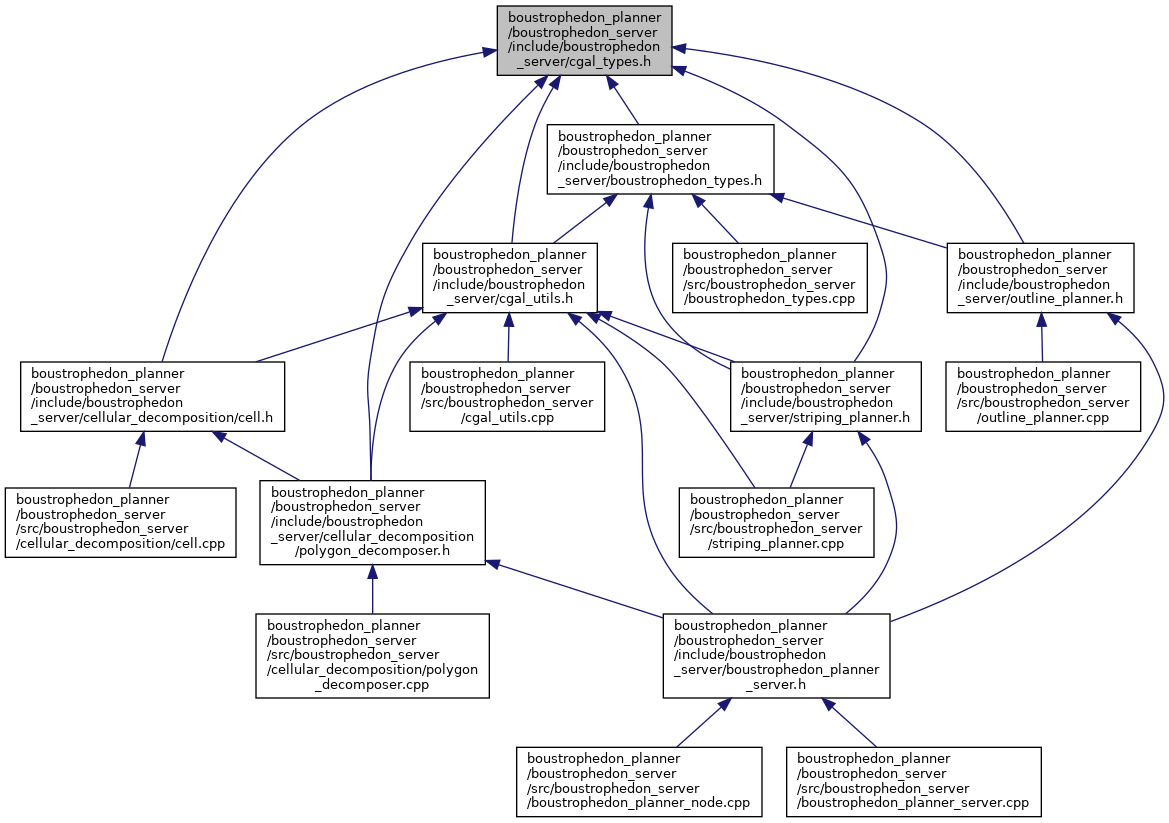 boustrophedon_planner
/boustrophedon_server
/include/boustrophedon
_server/cgal_types.h
boustrophedon_planner
/boustrophedon_server
/include/boustrophedon
_server/boustrophedon_types.h
boustrophedon_planner
/boustrophedon_server
/include/boustrophedon
_server/cgal_utils.h
boustrophedon_planner
/boustrophedon_server
/src/boustrophedon_server
/boustrophedon_types.cpp
boustrophedon_planner
/boustrophedon_server
/include/boustrophedon
_server/outline_planner.h
boustrophedon_planner
/boustrophedon_server
/include/boustrophedon
_server/cellular_decomposition/cell.h
boustrophedon_planner
/boustrophedon_server
/src/boustrophedon_server
/cgal_utils.cpp
boustrophedon_planner
/boustrophedon_server
/include/boustrophedon
_server/striping_planner.h
boustrophedon_planner
/boustrophedon_server
/src/boustrophedon_server
/outline_planner.cpp
boustrophedon_planner
/boustrophedon_server
/src/boustrophedon_server
/cellular_decomposition/cell.cpp
boustrophedon_planner
/boustrophedon_server
/include/boustrophedon
_server/cellular_decomposition
/polygon_decomposer.h
boustrophedon_planner
/boustrophedon_server
/src/boustrophedon_server
/striping_planner.cpp
boustrophedon_planner
/boustrophedon_server
/src/boustrophedon_server
/cellular_decomposition/polygon
_decomposer.cpp
boustrophedon_planner
/boustrophedon_server
/include/boustrophedon
_server/boustrophedon_planner
_server.h
boustrophedon_planner
/boustrophedon_server
/src/boustrophedon_server
/boustrophedon_planner_node.cpp
boustrophedon_planner
/boustrophedon_server
/src/boustrophedon_server
/boustrophedon_planner_server.cpp